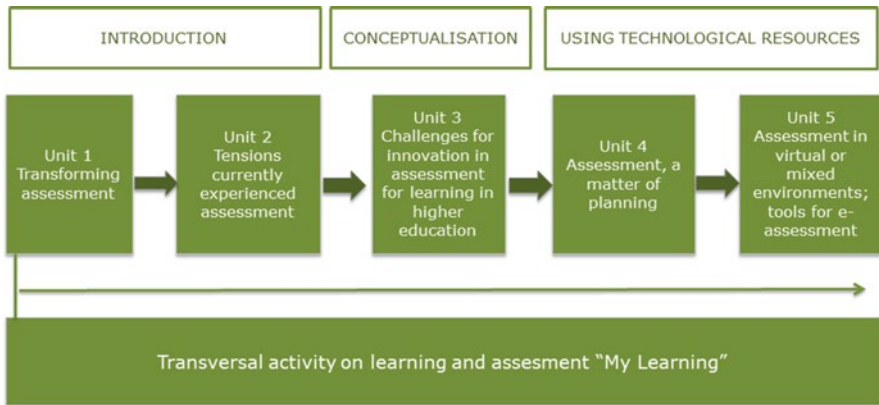 INTRODUCTION
CONCEPTUALISATION
USING TECHNOLOGICAL RESOURCES
Unit 1
Transforming
assessment
Unit 2
Tensions
currently
experienced
assessment
Unit 3
Challenges for
innovation in
assessment
for learning in
higher
education
Unit 4
Assessment, a
matter of
planning
Unit 5
Assessment in
virtual or
mixed
environments;
tools for e-
assessment
Transversal activity on learning and assesment “My Learning”